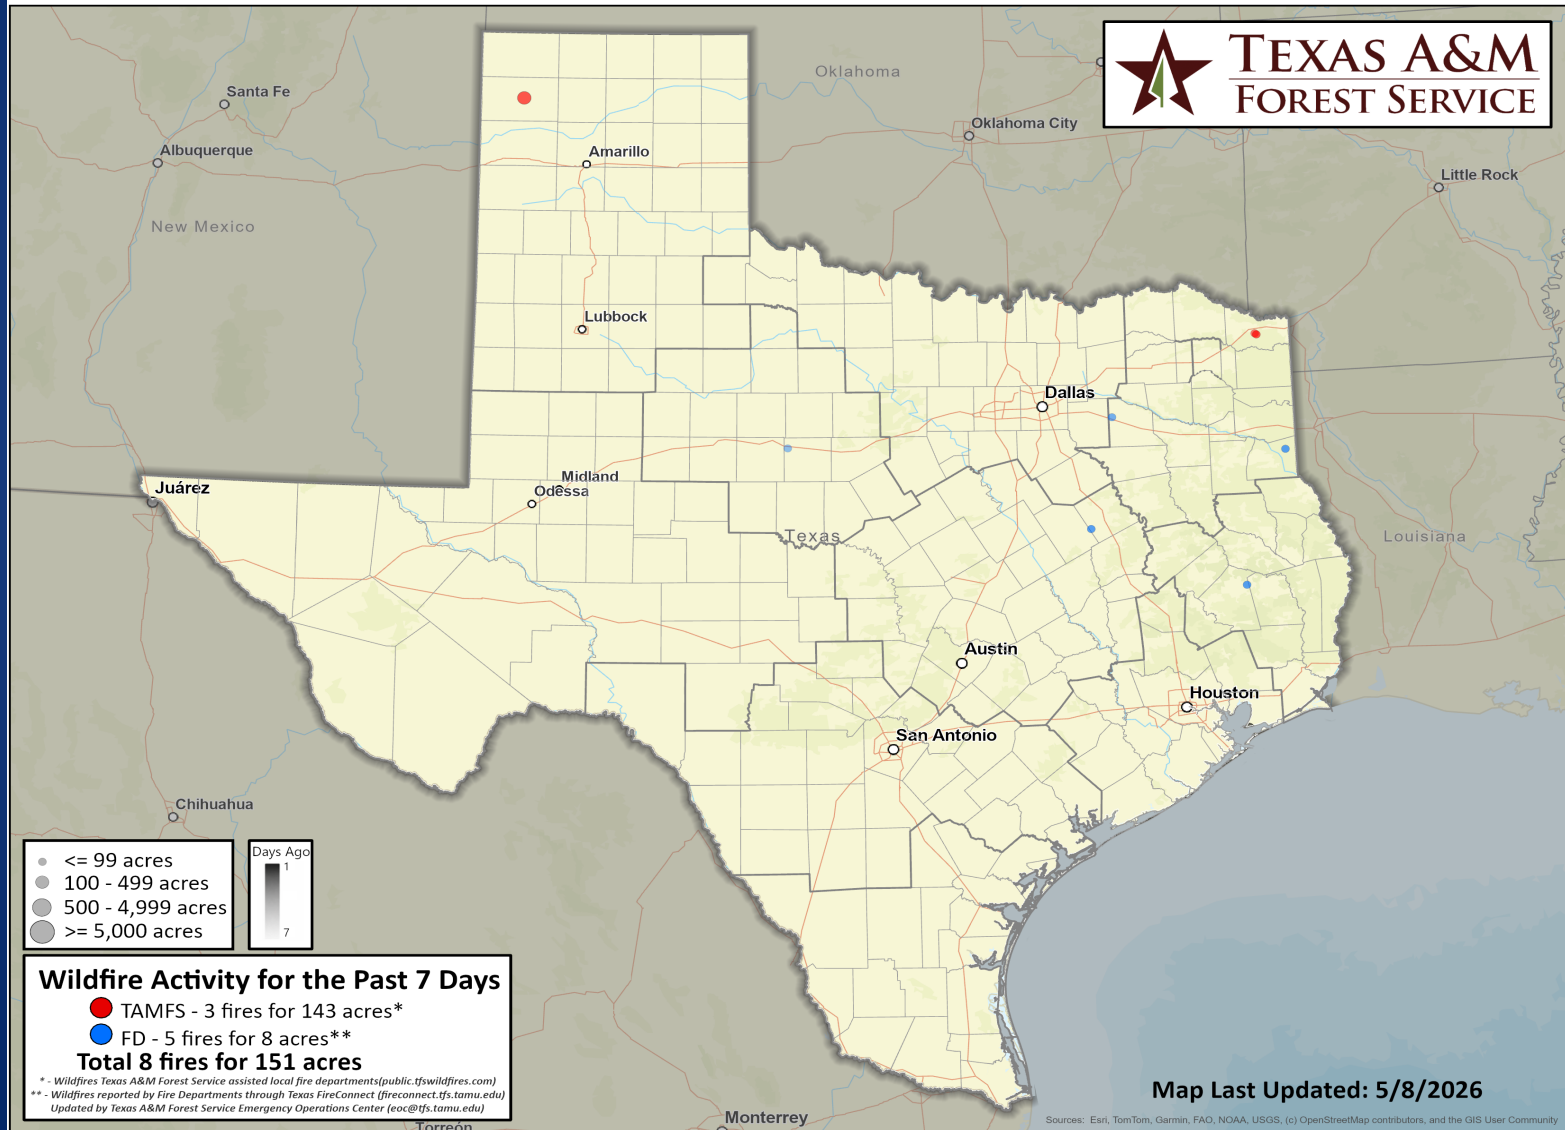 TEXAS A&M
FOREST SERVICE
Oklahoma
Santa Fe
Oklahoma City
Albuquerque
Amarillo
Little Rock
New Mexico
Lubbock
Dallas
Midland
Odessa
Juárez
Texas
Louisiana
Austin
Houston
San Antonio
Chihuahua
<= 99 acres
100 - 499 acres
500 - 4,999 acres
>= 5,000 acres
Days Ago
1
7
Wildfire Activity for the Past 7 Days
TAMFS - 3 fires for 143 acres*
FD - 5 fires for 8 acres**
Total 8 fires for 151 acres
* - Wildfires Texas A&M Forest Service assisted local fire departments(public.tfswildfires.com)
** - Wildfires reported by Fire Departments through Texas FireConnect (fireconnect.tfs.tamu.edu)
Updated by Texas A&M Forest Service Emergency Operations Center (eoc@tfs.tamu.edu)
Map Last Updated: 5/8/2026
Monterrey
Torreón
Sources: Esri, TomTom, Garmin, FAO, NOAA, USGS, (c) OpenStreetMap contributors, and the GIS User Community